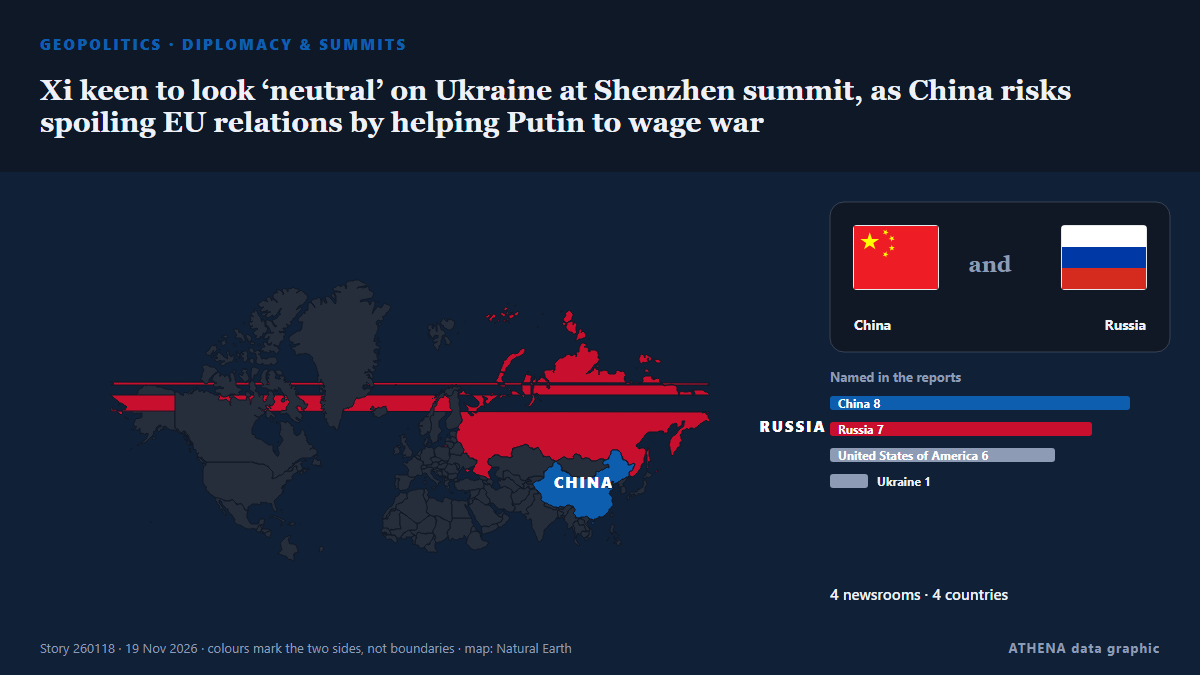 GEOPOLITICS · DIPLOMACY & SUMMITS
Xi keen to look ‘neutral’ on Ukraine at Shenzhen summit, as China risks
spoiling EU relations by helping Putin to wage war
and
China
Russia
Named in the reports
China 8
RUSSIA
Russia 7
United States of America 6
CHINA
Ukraine 1
4 newsrooms · 4 countries
Story 260118 · 19 Nov 2026 · colours mark the two sides, not boundaries · map: Natural Earth
ATHENA data graphic